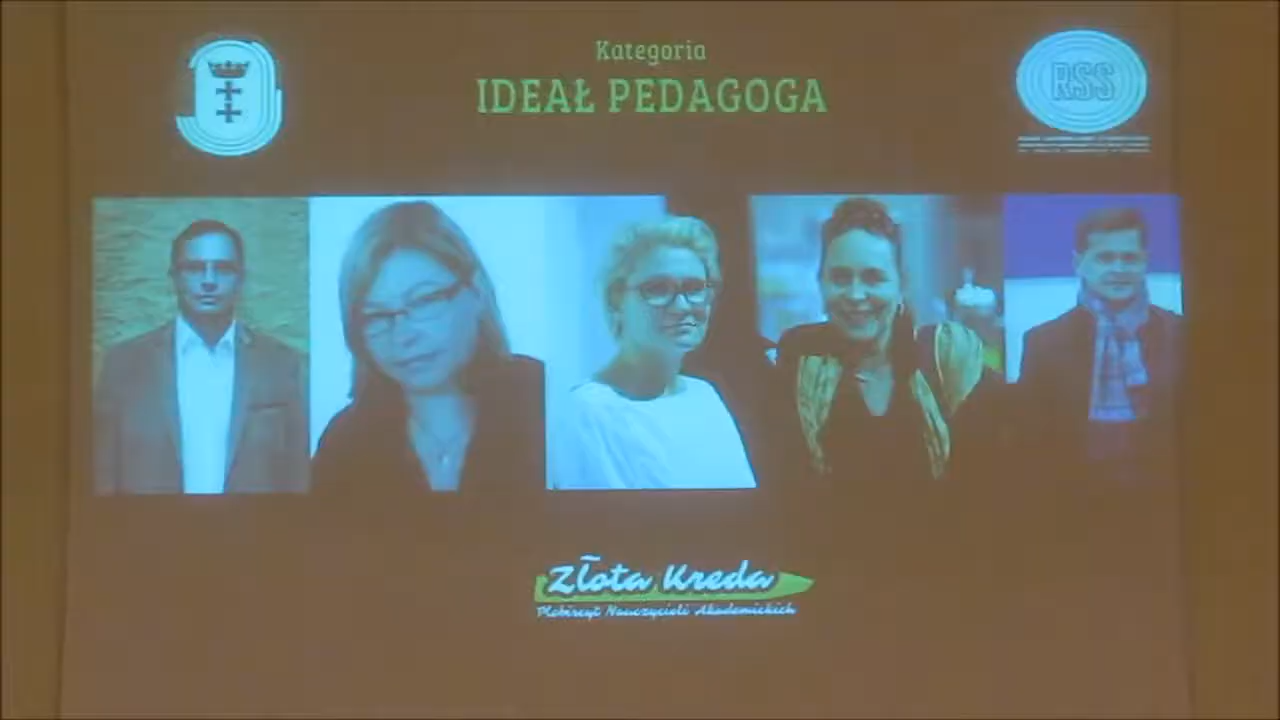 Kategoria
IDEAŁ PEDAGOGA
RSS
Złota Kreda
Plebiscyt Nauczycieli Akademickich